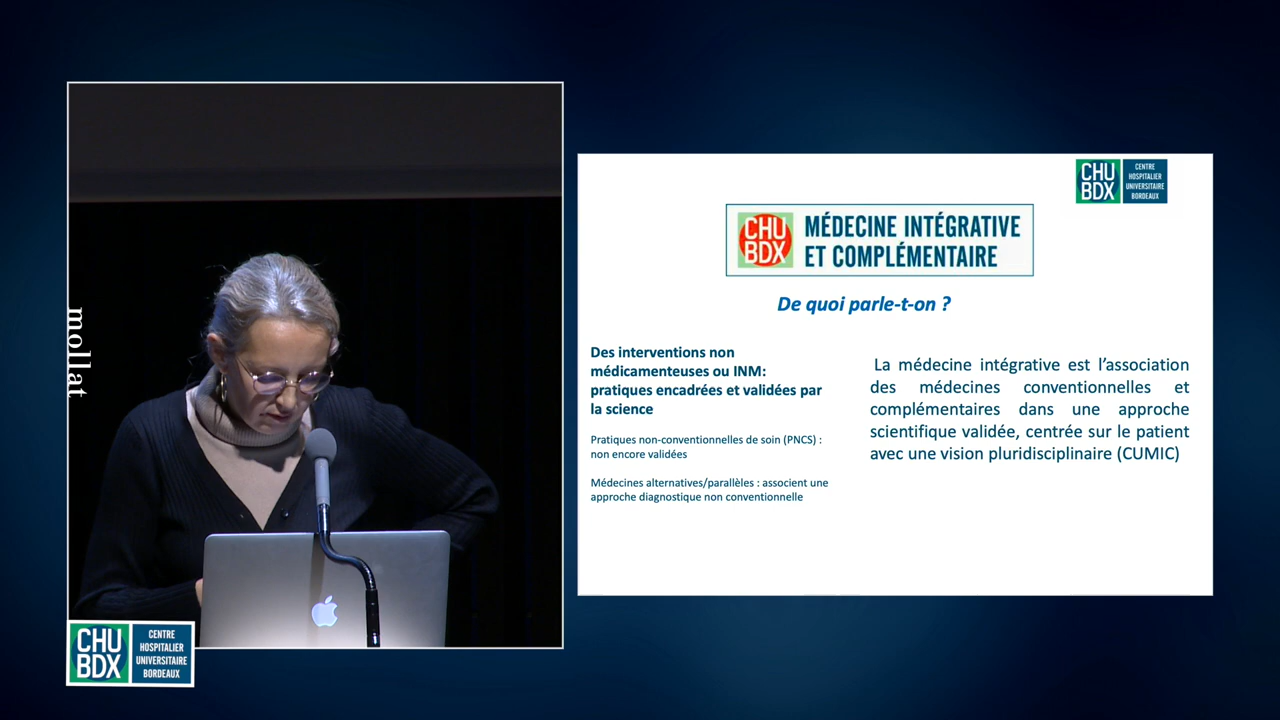 mollat
CHU
BDX
CENTRE
HOSPITALIER
UNIVERSITAIRE
BORDEAUX
CHU
BDX
CENTRE
HOSPITALIER
UNIVERSITAIRE
BORDEAUX
CHU
BDX
MÉDECINE INTÉGRATIVE
ET COMPLÉMENTAIRE
De quoi parle-t-on ?
Des interventions non
médicamenteuses ou INM:
pratiques encadrées et validées par
la science
Pratiques non-conventionnelles de soin (PNCS) :
non encore validées
Médecines alternatives/parallèles : associent une
approche diagnostique non conventionnelle
La médecine intégrative est l’association
des médecines conventionnelles et
complémentaires dans une approche
scientifique validée, centrée sur le patient
avec une vision pluridisciplinaire (CUMIC)